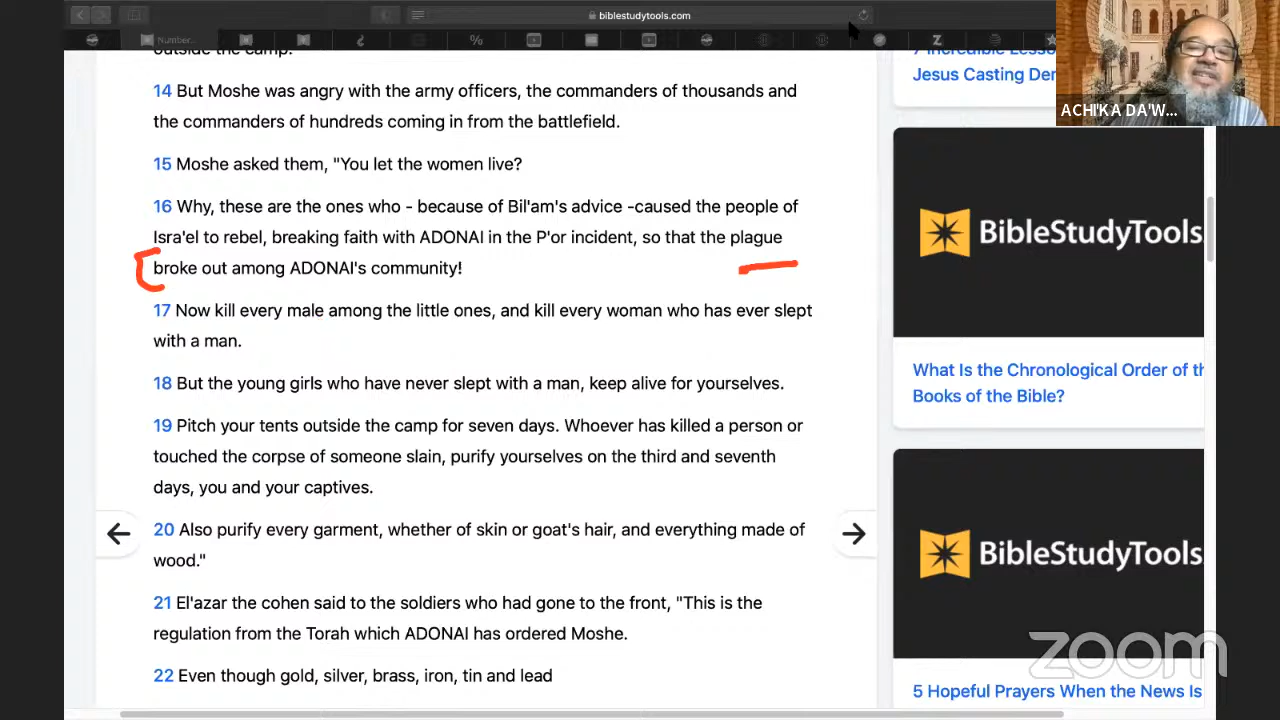 biblestudytools.com
Number
%
Z
outside the camp."
14 But Moshe was angry with the army officers, the commanders of thousands and
the commanders of hundreds coming in from the battlefield.
15 Moshe asked them, "You let the women live?
16 Why, these are the ones who - because of Bil'am's advice -caused the people of
Isra'el to rebel, breaking faith with ADONAI in the P'or incident, so that the plague
broke out among ADONAI's community!
17 Now kill every male among the little ones, and kill every woman who has ever slept
with a man.
18 But the young girls who have never slept with a man, keep alive for yourselves.
19 Pitch your tents outside the camp for seven days. Whoever has killed a person or
touched the corpse of someone slain, purify yourselves on the third and seventh
days, you and your captives.
20 Also purify every garment, whether of skin or goat's hair, and everything made of
wood."
21 El'azar the cohen said to the soldiers who had gone to the front, "This is the
regulation from the Torah which ADONAI has ordered Moshe.
22 Even though gold, silver, brass, iron, tin and lead
Jesus Casting De
BibleStudyTools
What Is the Chronological Order of th
Books of the Bible?
BibleStudyTools
5 Hopeful Prayers When the News Is
ACHI'KA DA'W...
zoom